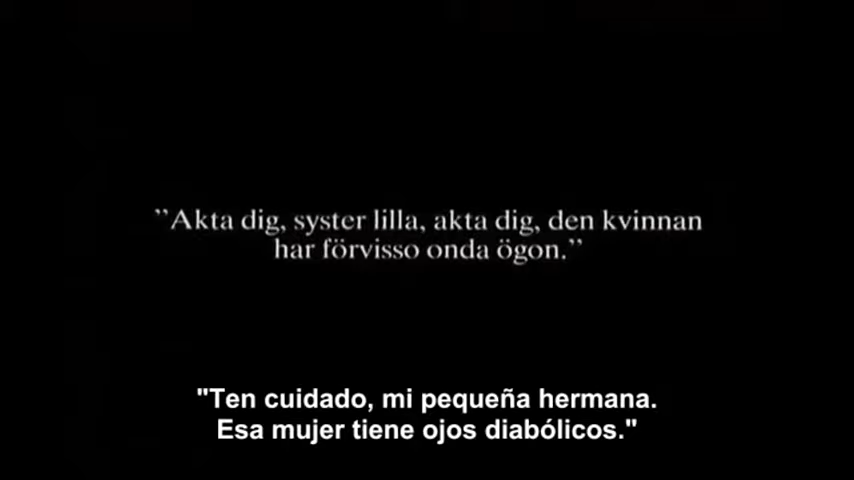 ”Akta dig, syster lilla, akta dig, den kvinnan
har förvisso onda ögon.”
"Ten cuidado, mi pequeña hermana.
Esa mujer tiene ojos diabólicos."